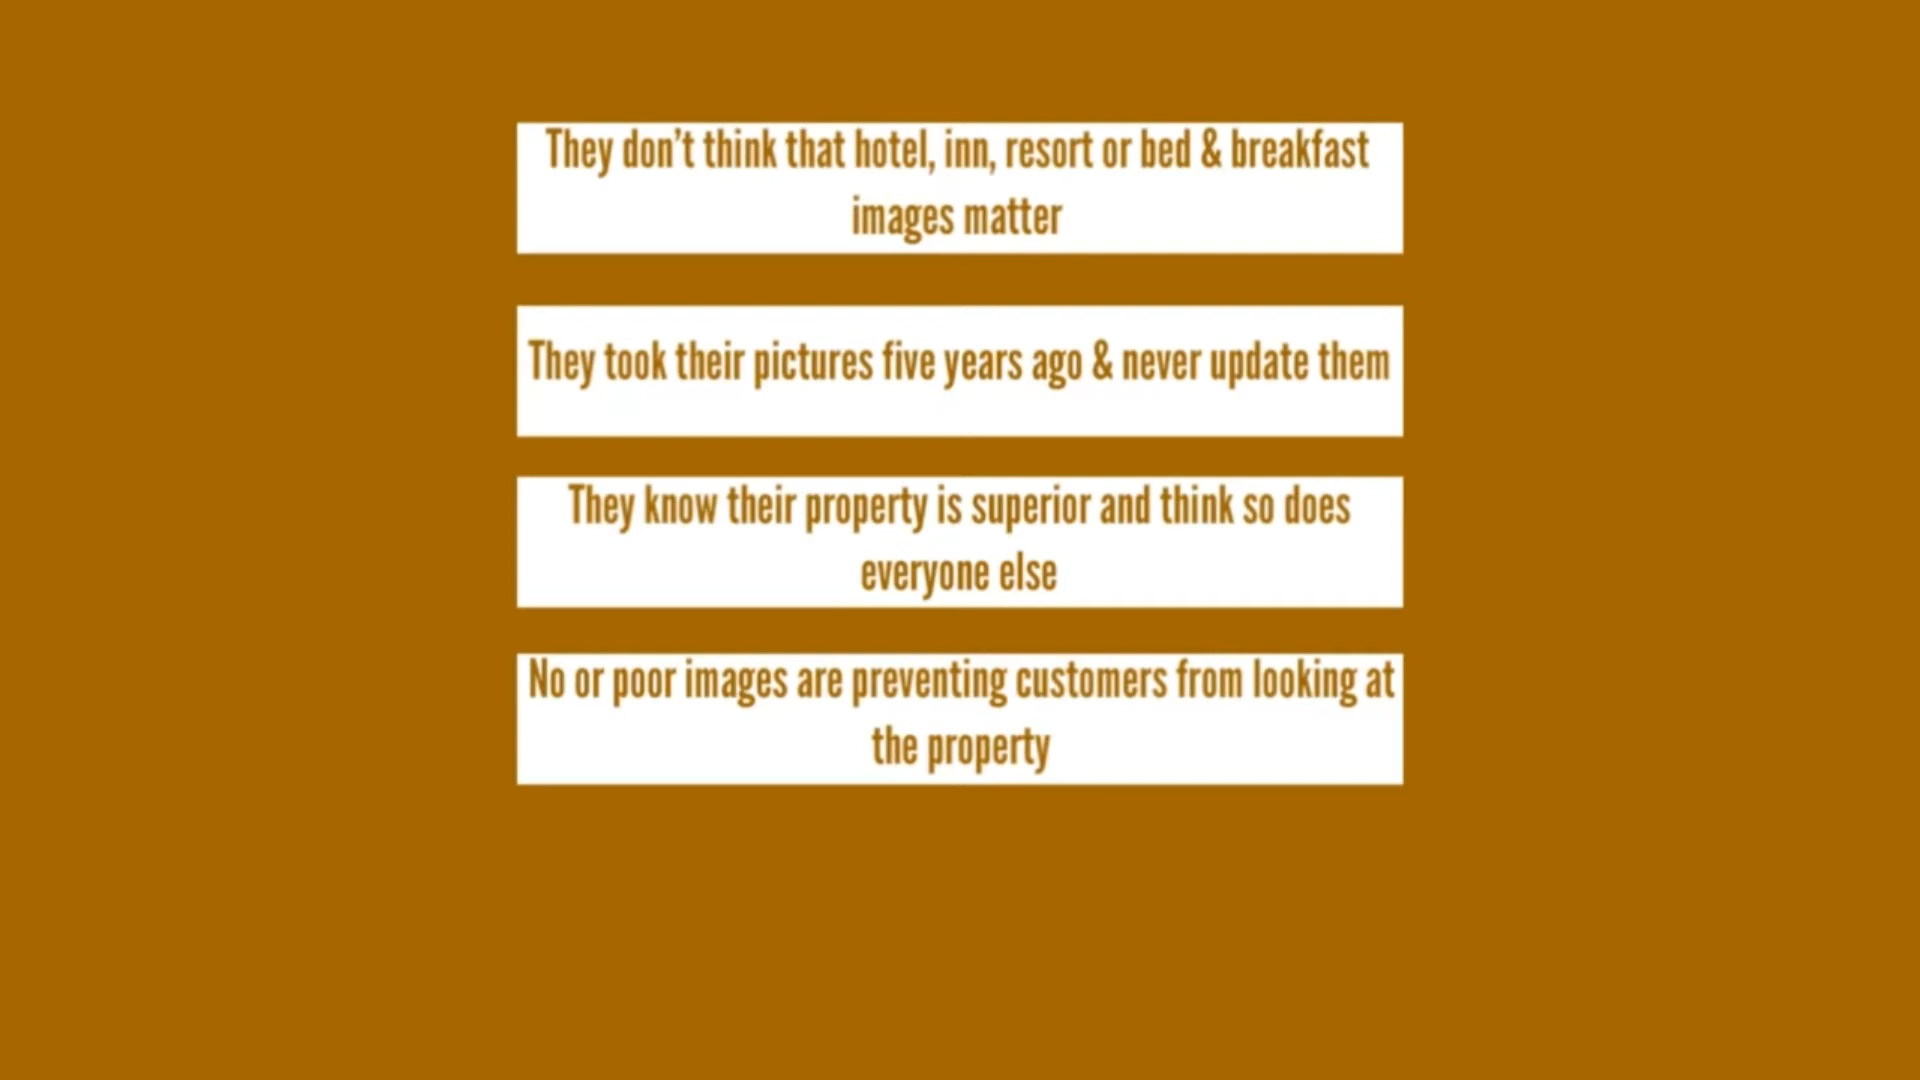 They don't think that hotel, inn, resort or bed & breakfast
images matter
They took their pictures five years ago & never update them
They know their property is superior and think so does
everyone else
No or poor images are preventing customers from looking at
the property